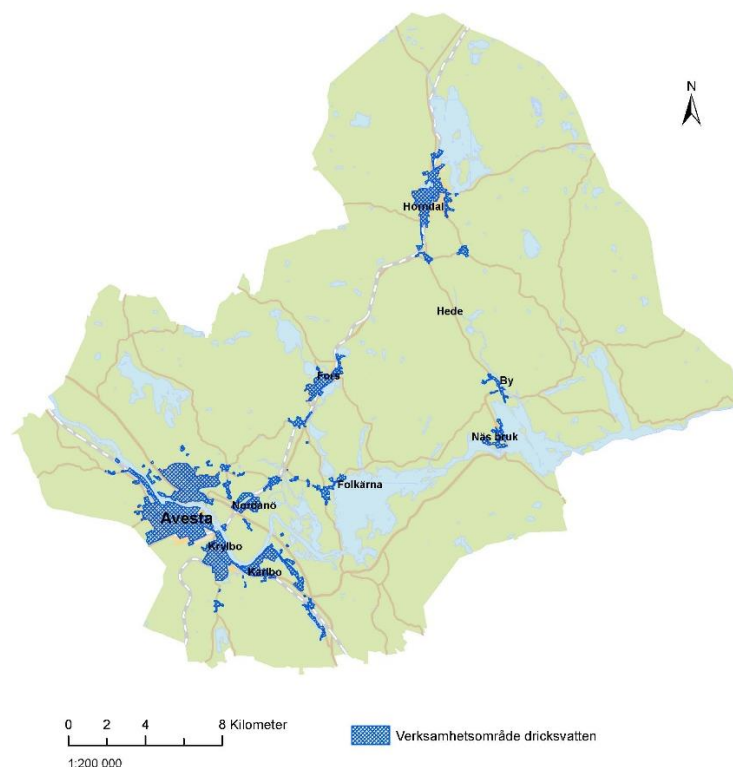 N
Horndal
Hede
Fors
By
Näs bruk
Folkärna
Nordanö
Avesta
Krylbo
Karlbo
0 2 4 8 Kilometer
Verksamhetsområde dricksvatten
1:200 000